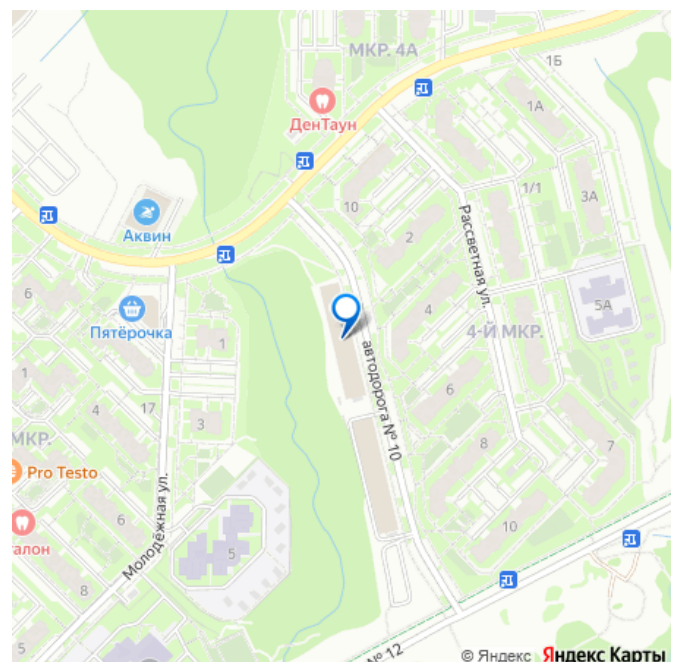 МКР. 4А
1Б
ДенТаун
1А
10
1/1
3А
Аквин
2
Рассветная ул.
6
5А
Пятёрочка
4
4-Й МКР.
1
автодорога № 10
4
17
3
6
МКР.
8
7
Pro Testo
Молодёжная ул.
6
10
талон
5
8
5
№ 12
© Яндекс Яндекс Карты